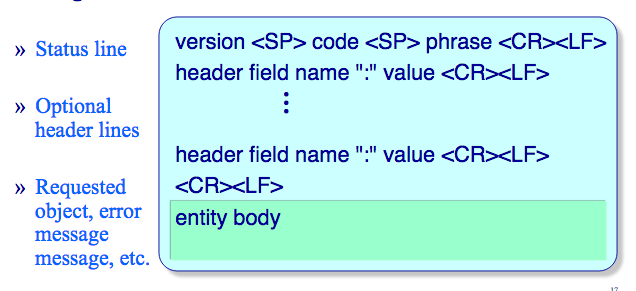 » Status line
version <SP> code <SP> phrase <CR><LF>
header field name ":" value <CR><LF>
⋮
» Optional
header lines
header field name ":" value <CR><LF>
<CR><LF>
» Requested
object, error
message
message, etc.
entity body
17